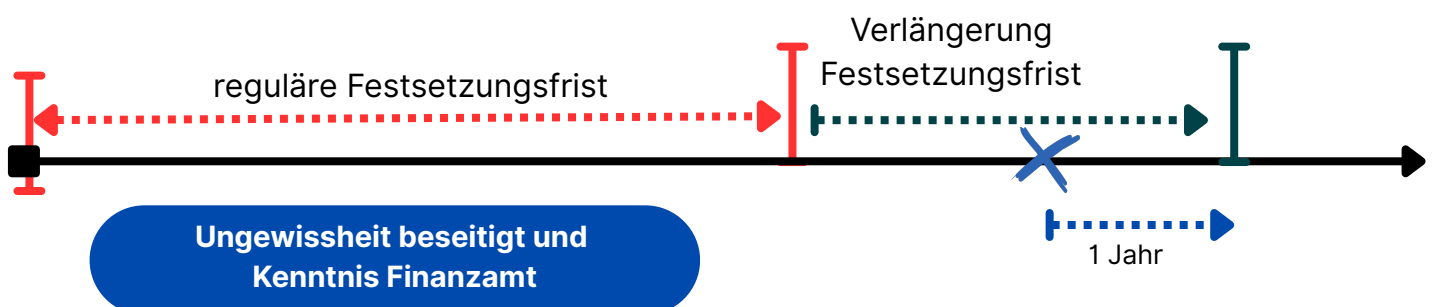 Verlängerung
Festsetzungsfrist
reguläre Festsetzungsfrist
Ungewissheit beseitigt und
Kenntnis Finanzamt
1 Jahr